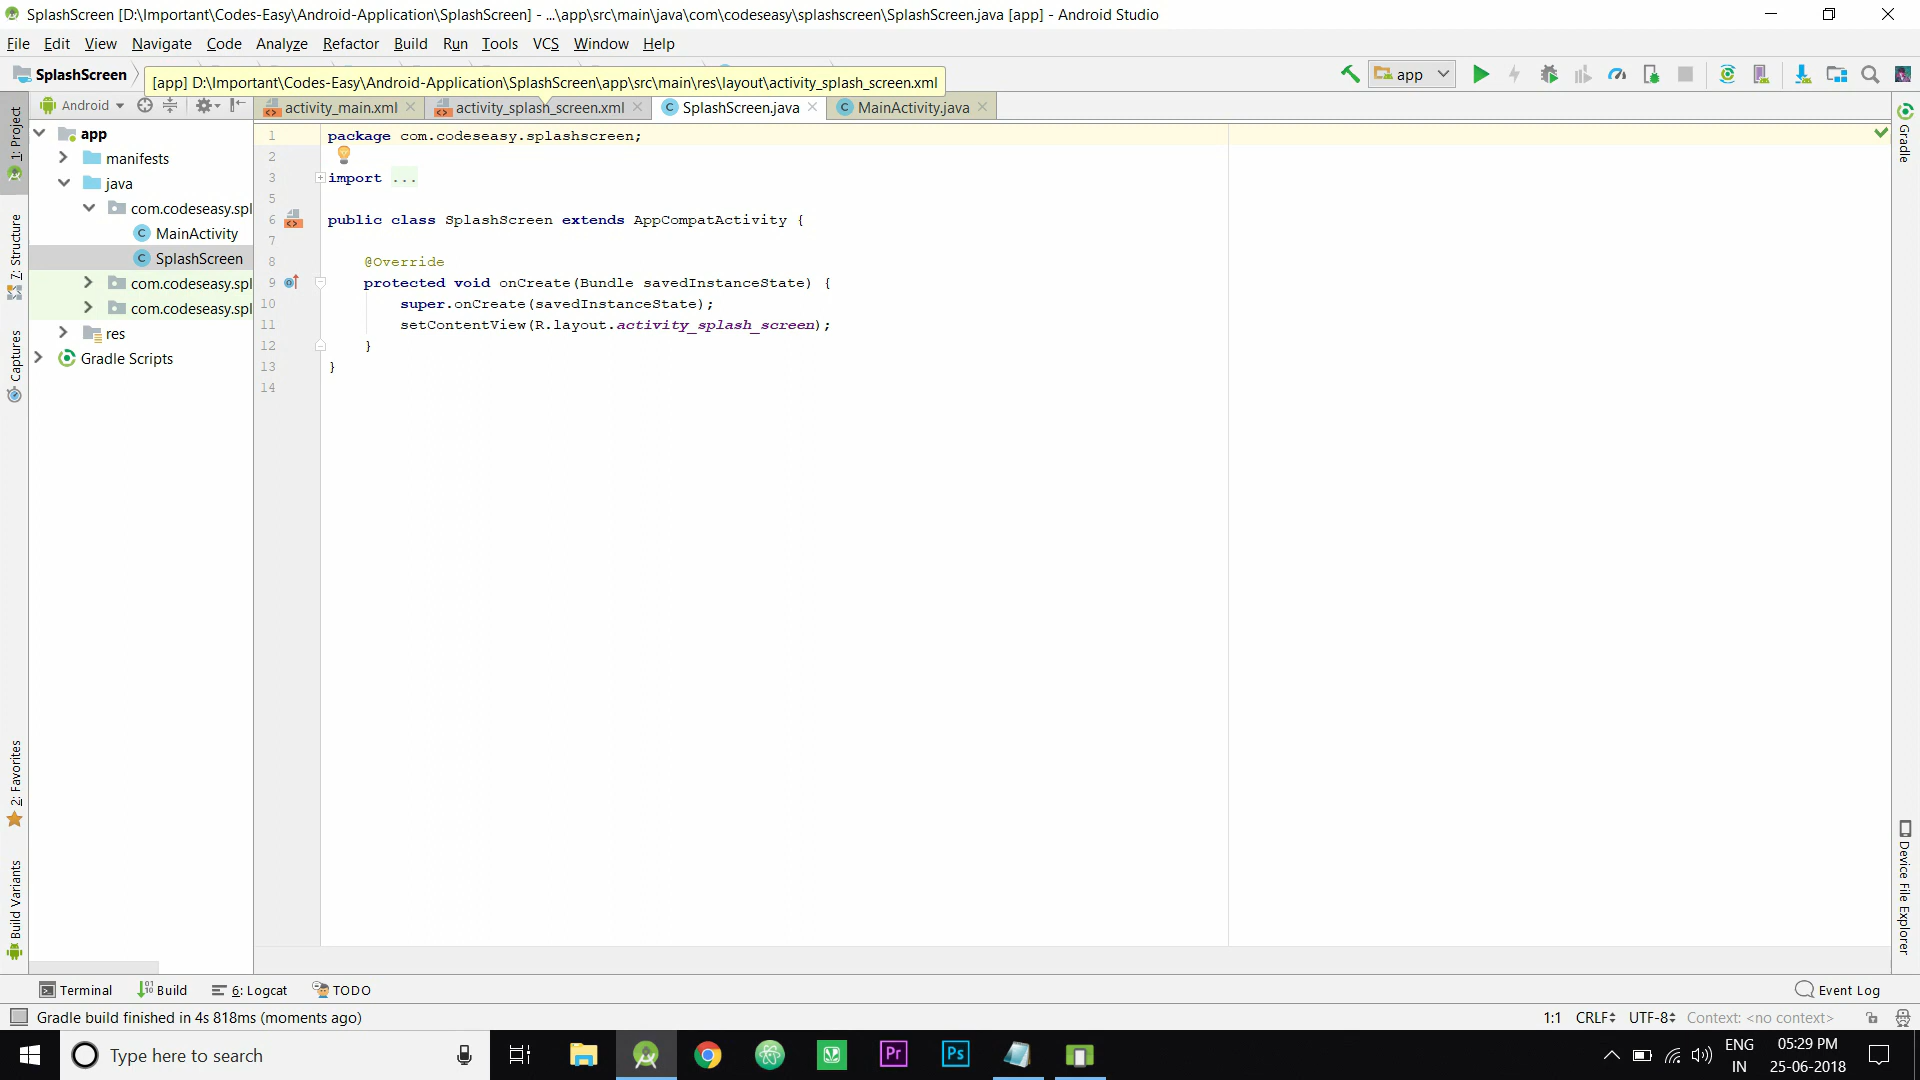 SplashScreen [D:\Important\Codes-Easy\Android-Application\SplashScreen] - ...\app\src\main\java\com\codeseasy\splashscreen\SplashScreen.java [app] - Android Studio
File Edit View Navigate Code Analyze Refactor Build Run Tools VCS Window Help
SplashScreen
[app] D:\Important\Codes-Easy\Android-Application\SplashScreen\app\src\main\res\layout\activity_splash_screen.xml
app
Android
activity_main.xml activity_splash_screen.xml SplashScreen.java MainActivity.java
1: Project
7: Structure
Captures
2: Favorites
Build Variants
app
manifests
java
com.codeseasy.spl
MainActivity
SplashScreen
com.codeseasy.spl
com.codeseasy.spl
res
Gradle Scripts
1 package com.codeseasy.splashscreen;
2
3 import ...
5
6 public class SplashScreen extends AppCompatActivity {
7
8 @Override
9 protected void onCreate(Bundle savedInstanceState) {
10 super.onCreate(savedInstanceState);
11 setContentView(R.layout.activity_splash_screen);
12 }
13 }
14
Gradle
Device File Explorer
Terminal Build 6: Logcat TODO Event Log
Gradle build finished in 4s 818ms (moments ago) 1:1 CRLF UTF-8 Context: <no context>
Type here to search
Pr
Ps
ENG
IN
05:29 PM
25-06-2018